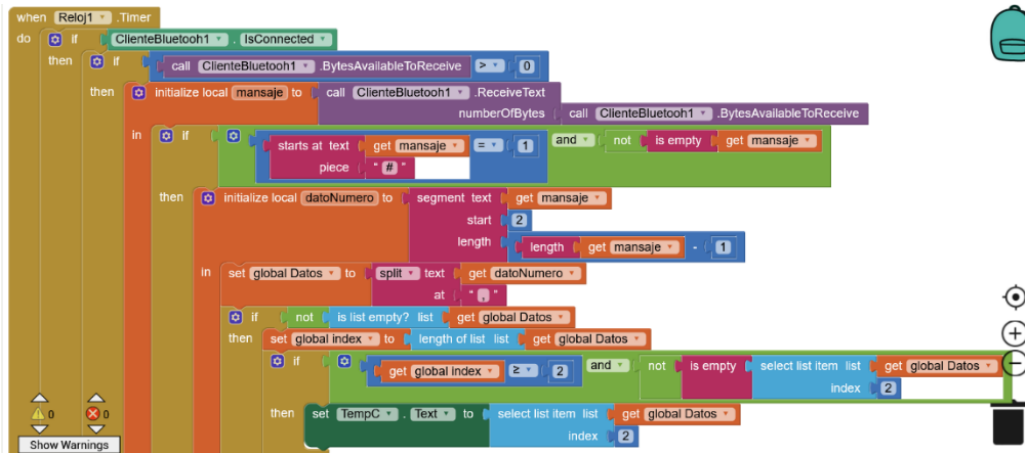 when Reloj1 .Timer
do if ClienteBluetooh1 . IsConnected
then if call ClienteBluetooh1 .BytesAvailableToReceive > 0
then initialize local mansaje to call ClienteBluetooh1 .ReceiveText
numberOfBytes call ClienteBluetooh1 .BytesAvailableToReceive
in if starts at text get mansaje = 1 and not is empty get mansaje
piece "#"
then initialize local datoNumero to segment text get mansaje
start 2
length length get mansaje - 1
in set global Datos to split text get datoNumero
at ","
if not is list empty? list get global Datos
then set global index to length of list list get global Datos
if get global index ≥ 2 and not is empty select list item list get global Datos
index 2
then set TempC . Text to select list item list get global Datos
index 2
0 0
Show Warnings